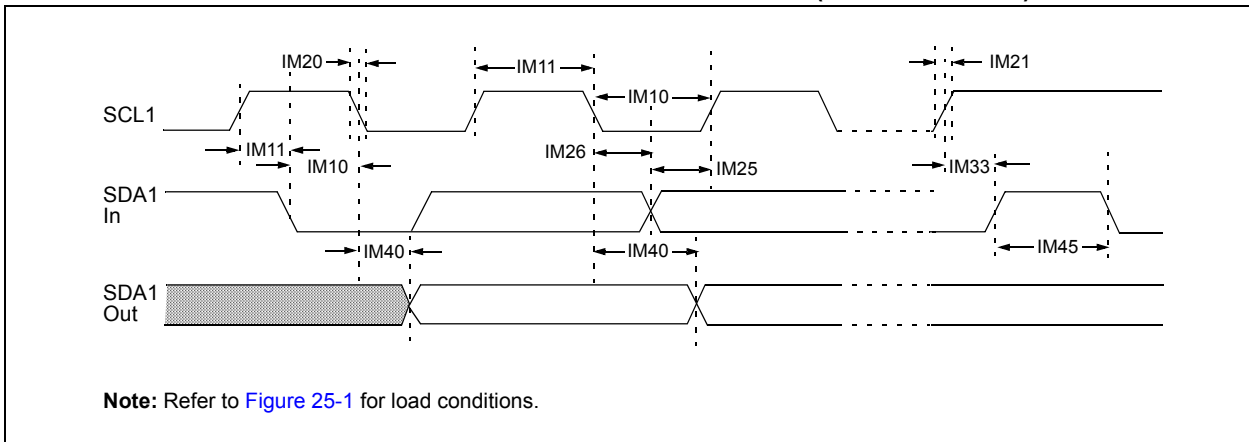 IM20
IM11
IM21
SCL1
IM10
IM11
IM10
IM26
IM25
IM33
SDA1
In
IM40
IM40
IM45
SDA1
Out
Note: Refer to Figure 25-1 for load conditions.